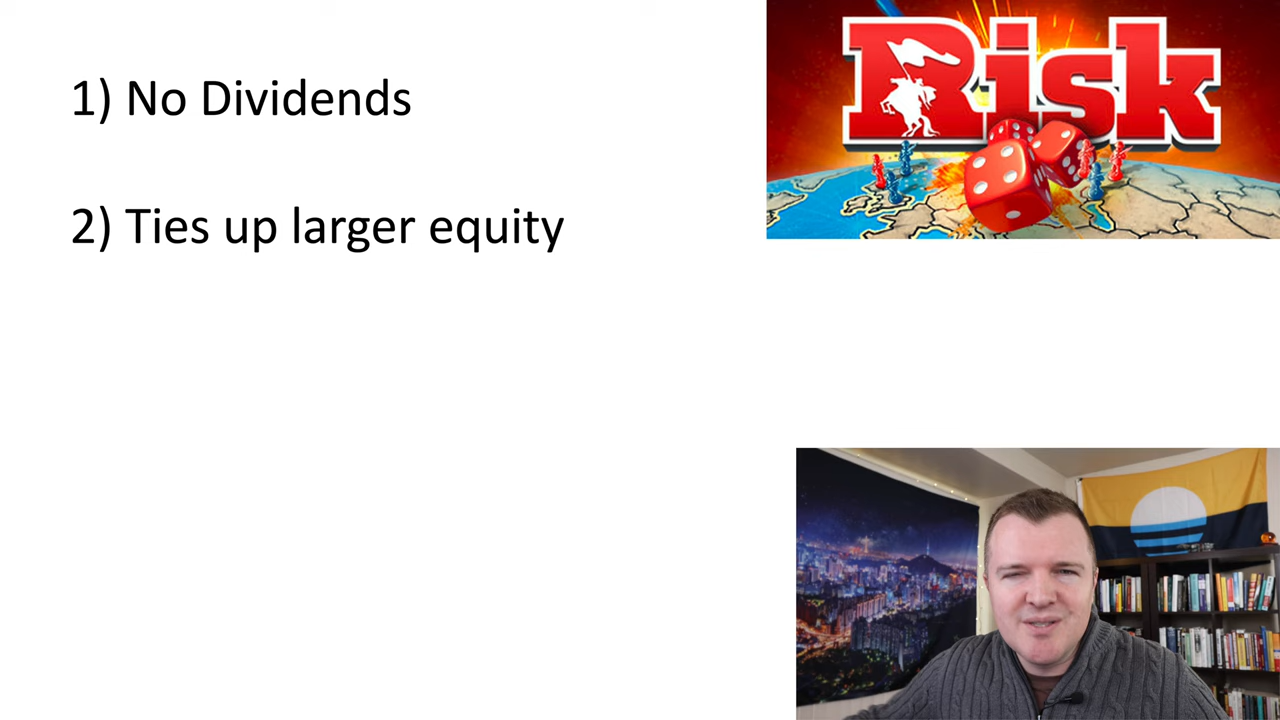 1) No Dividends
2) Ties up larger equity
Risk